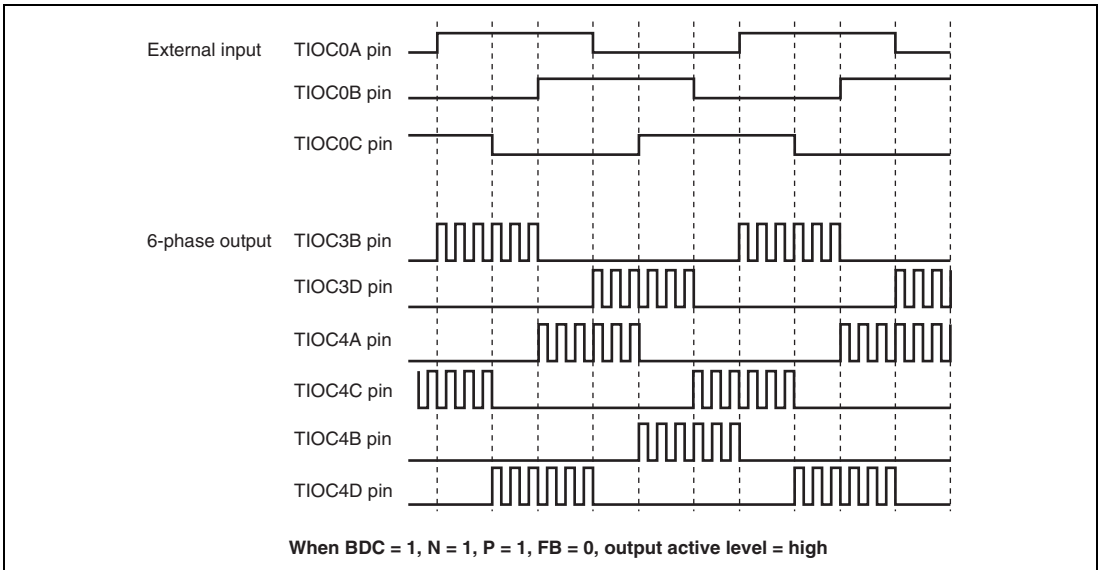 External input TIOC0A pin
TIOC0B pin
TIOC0C pin
6-phase output TIOC3B pin
TIOC3D pin
TIOC4A pin
TIOC4C pin
TIOC4B pin
TIOC4D pin
When BDC = 1, N = 1, P = 1, FB = 0, output active level = high